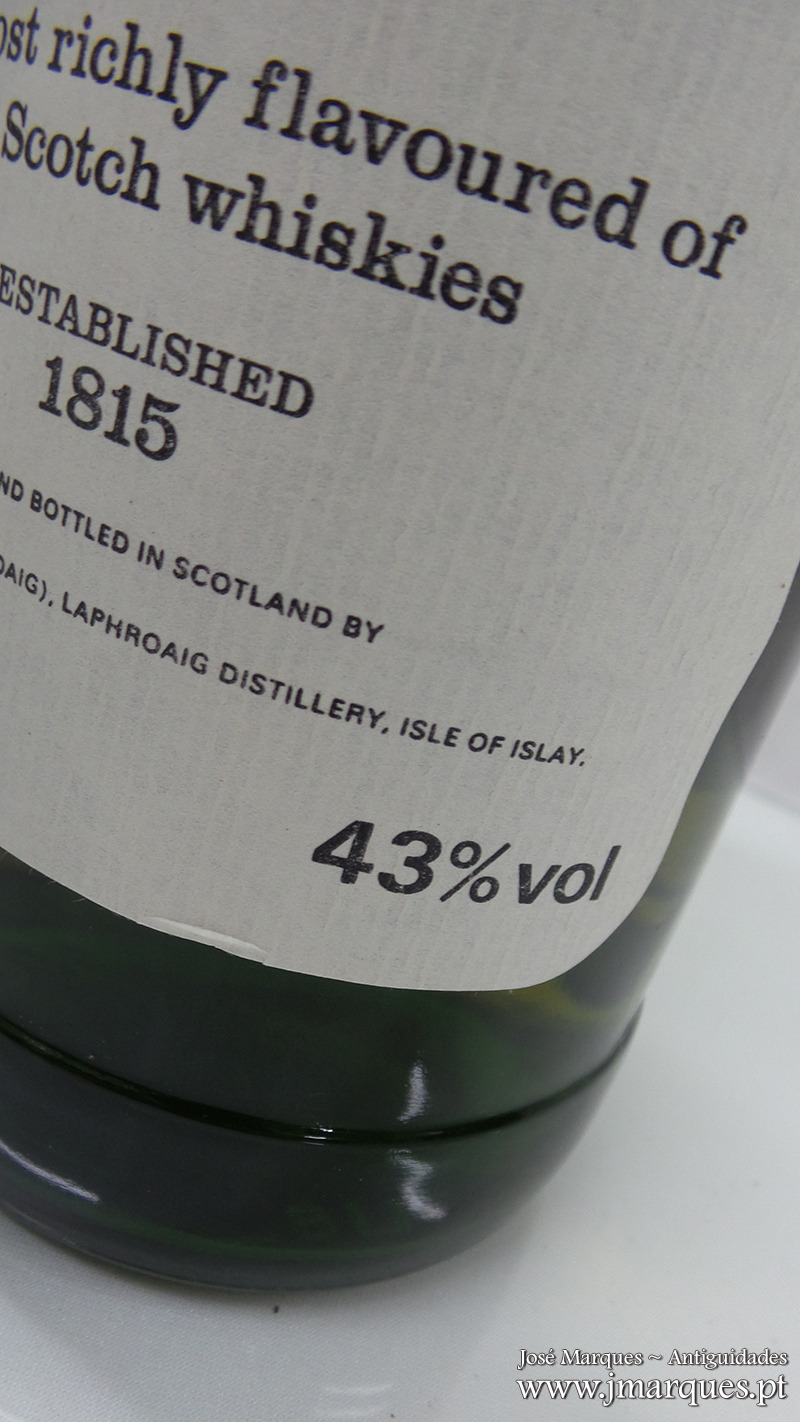 ost richly flavoured of
Scotch whiskies
ESTABLISHED
1815
ND BOTTLED IN SCOTLAND BY
OAIG), LAPHROAIG DISTILLERY, ISLE OF ISLAY.
43% vol
José Marques ~ Antiguidades
www.jmarques.pt